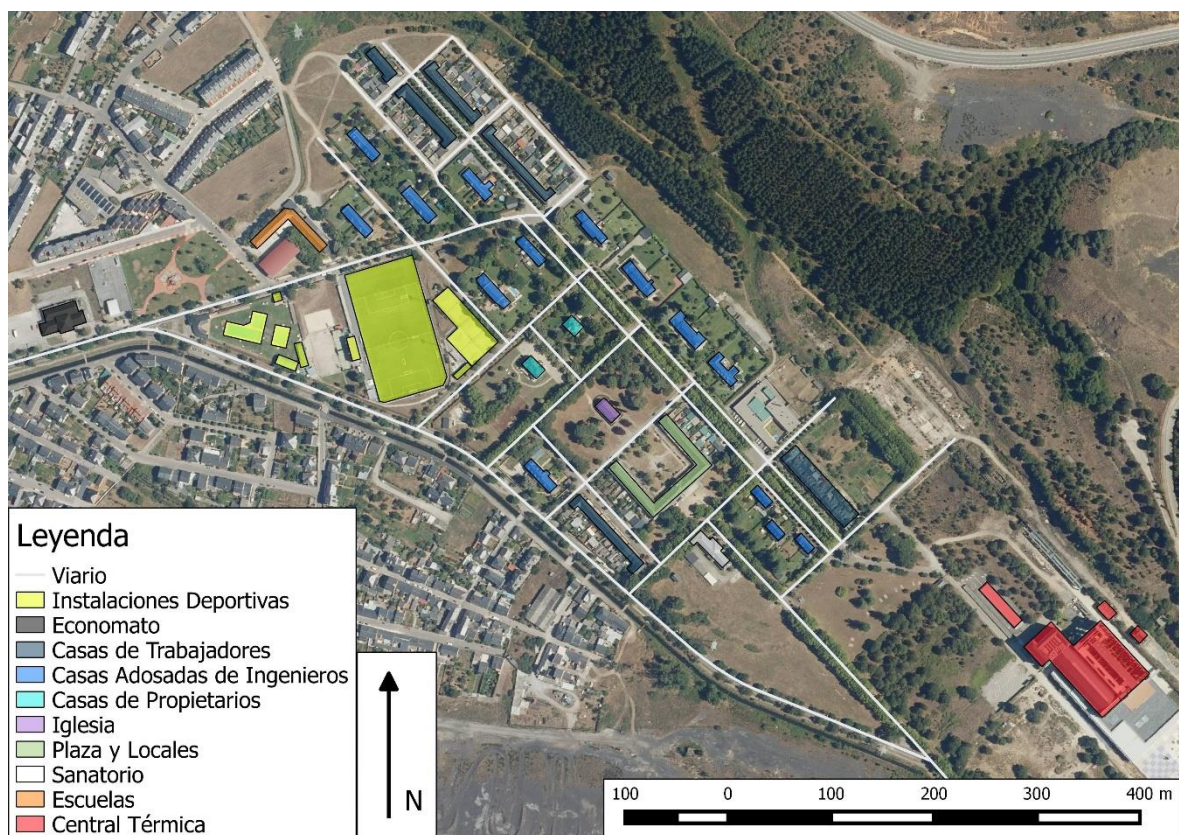 Leyenda
Viario
Instalaciones Deportivas
Economato
Casas de Trabajadores
Casas Adosadas de Ingenieros
Casas de Propietarios
Iglesia
Plaza y Locales
Sanatorio
Escuelas
Central Térmica
N
100 0 100 200 300 400 m